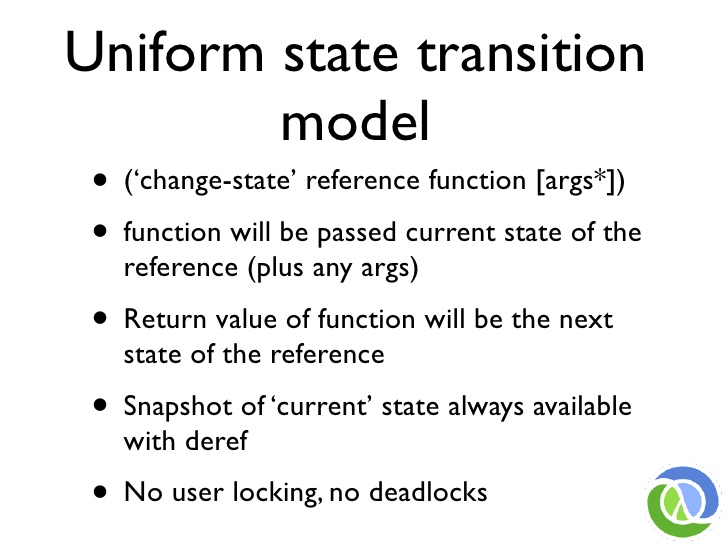 Uniform state transition
model
• (‘change-state’ reference function [args*])
• function will be passed current state of the
reference (plus any args)
• Return value of function will be the next
state of the reference
• Snapshot of ‘current’ state always available
with deref
• No user locking, no deadlocks